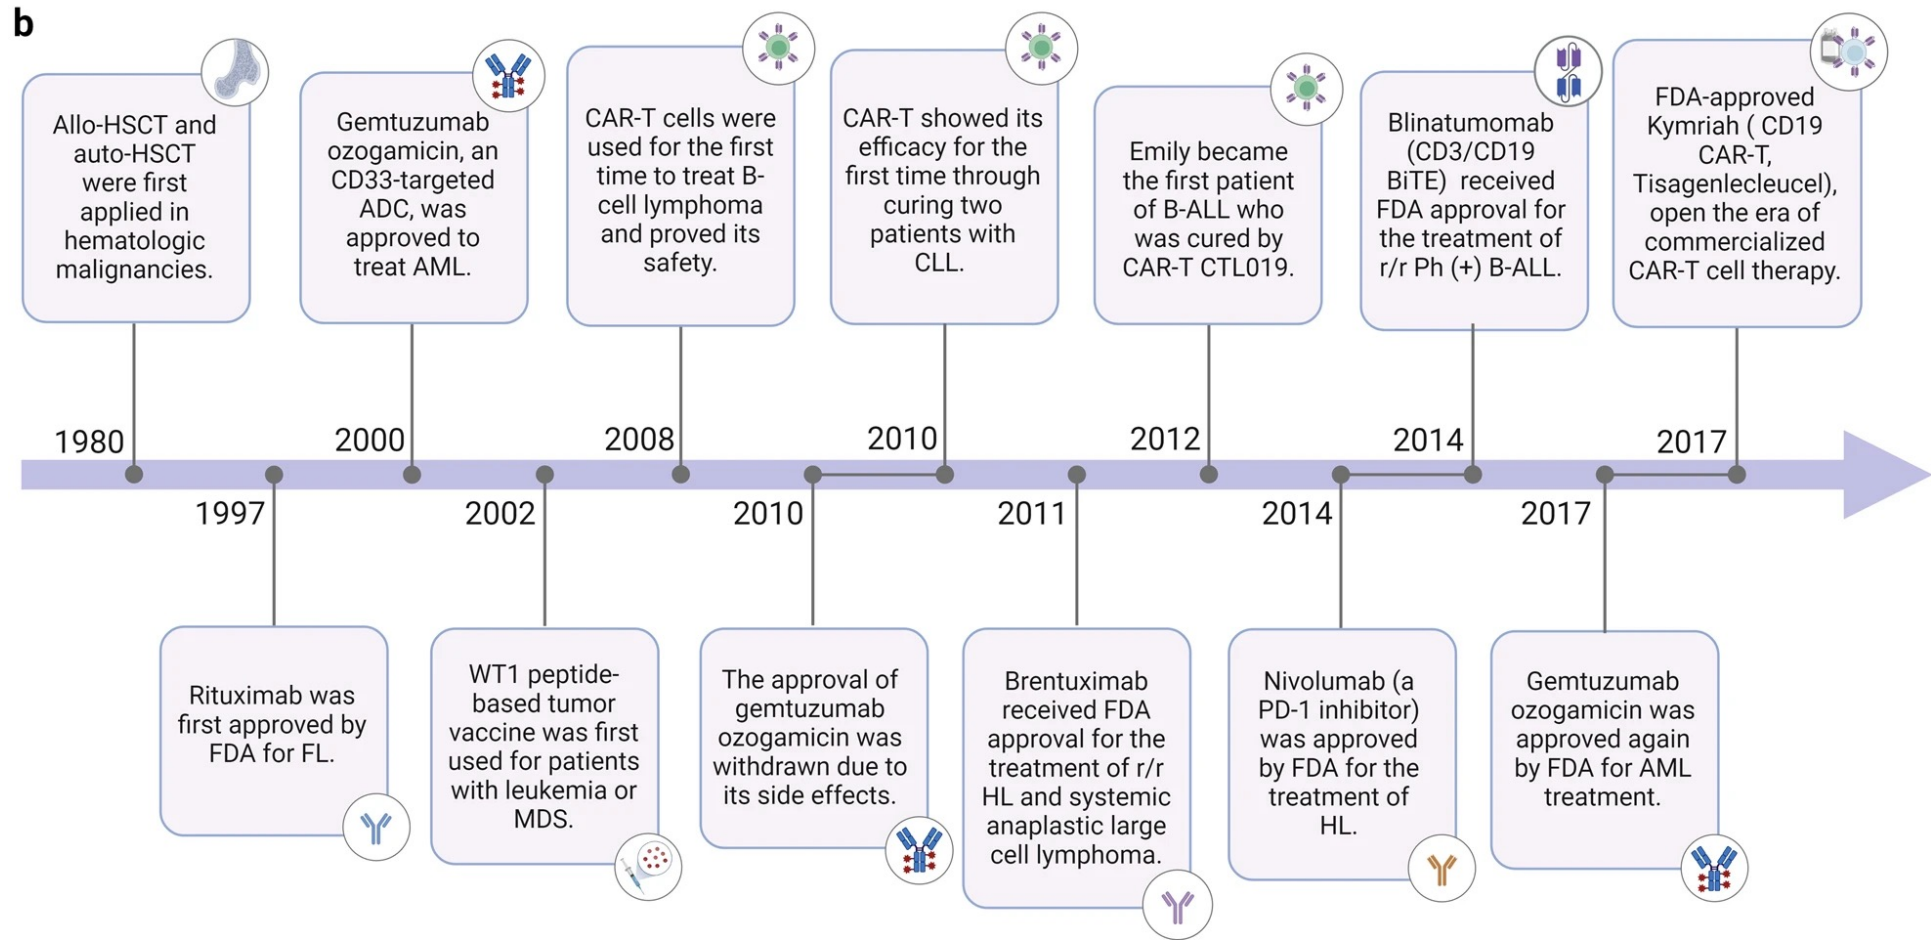 b
Allo-HSCT and
auto-HSCT
were first
applied in
hematologic
malignancies.
Gemtuzumab
ozogamicin, an
CD33-targeted
ADC, was
approved to
treat AML.
CAR-T cells were
used for the first
time to treat B-
cell lymphoma
and proved its
safety.
CAR-T showed its
efficacy for the
first time through
curing two
patients with
CLL.
Emily became
the first patient
of B-ALL who
was cured by
CAR-T CTL019.
Blinatumomab
(CD3/CD19
BiTE) received
FDA approval for
the treatment of
r/r Ph (+) B-ALL.
FDA-approved
Kymriah ( CD19
CAR-T,
Tisagenlecleucel),
open the era of
commercialized
CAR-T cell therapy.
1980
2000
2008
2010
2012
2014
2017
1997
2002
2010
2011
2014
2017
Rituximab was
first approved by
FDA for FL.
WT1 peptide-
based tumor
vaccine was first
used for patients
with leukemia or
MDS.
The approval of
gemtuzumab
ozogamicin was
withdrawn due to
its side effects.
Brentuximab
received FDA
approval for the
treatment of r/r
HL and systemic
anaplastic large
cell lymphoma.
Nivolumab (a
PD-1 inhibitor)
was approved
by FDA for the
treatment of
HL.
Gemtuzumab
ozogamicin was
approved again
by FDA for AML
treatment.